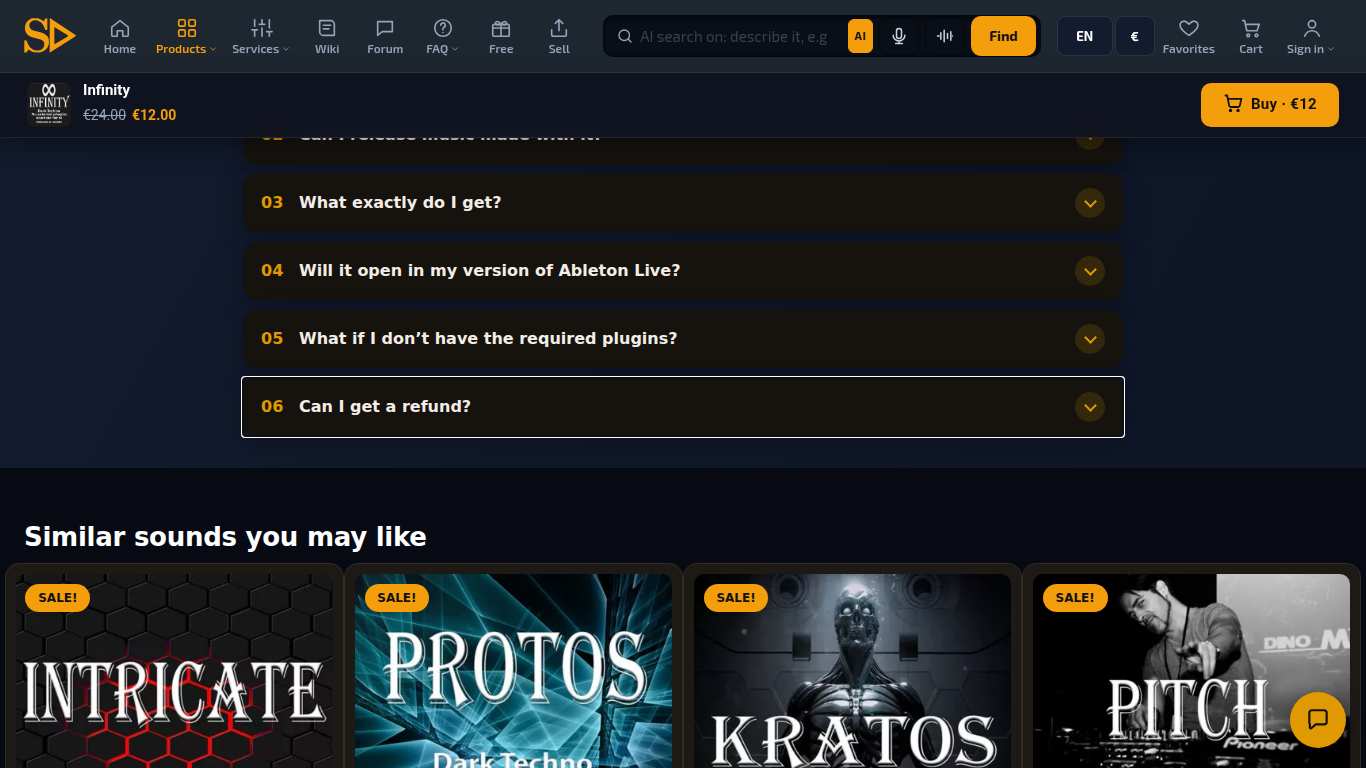 Home
Products
Services
Wiki
Forum
FAQ
Free
Sell
AI search on: describe it, e.g
AI
Find
EN
€
Favorites
Cart
Sign in
INFINITY
Infinity
€24.00 €12.00
Buy · €12
03 What exactly do I get?
04 Will it open in my version of Ableton Live?
05 What if I don’t have the required plugins?
06 Can I get a refund?
Similar sounds you may like
SALE!
INTRICATE
SALE!
PROTOS
Dark Techno
SALE!
KRATOS
SALE!
DINO M
PITCH
Pioneer